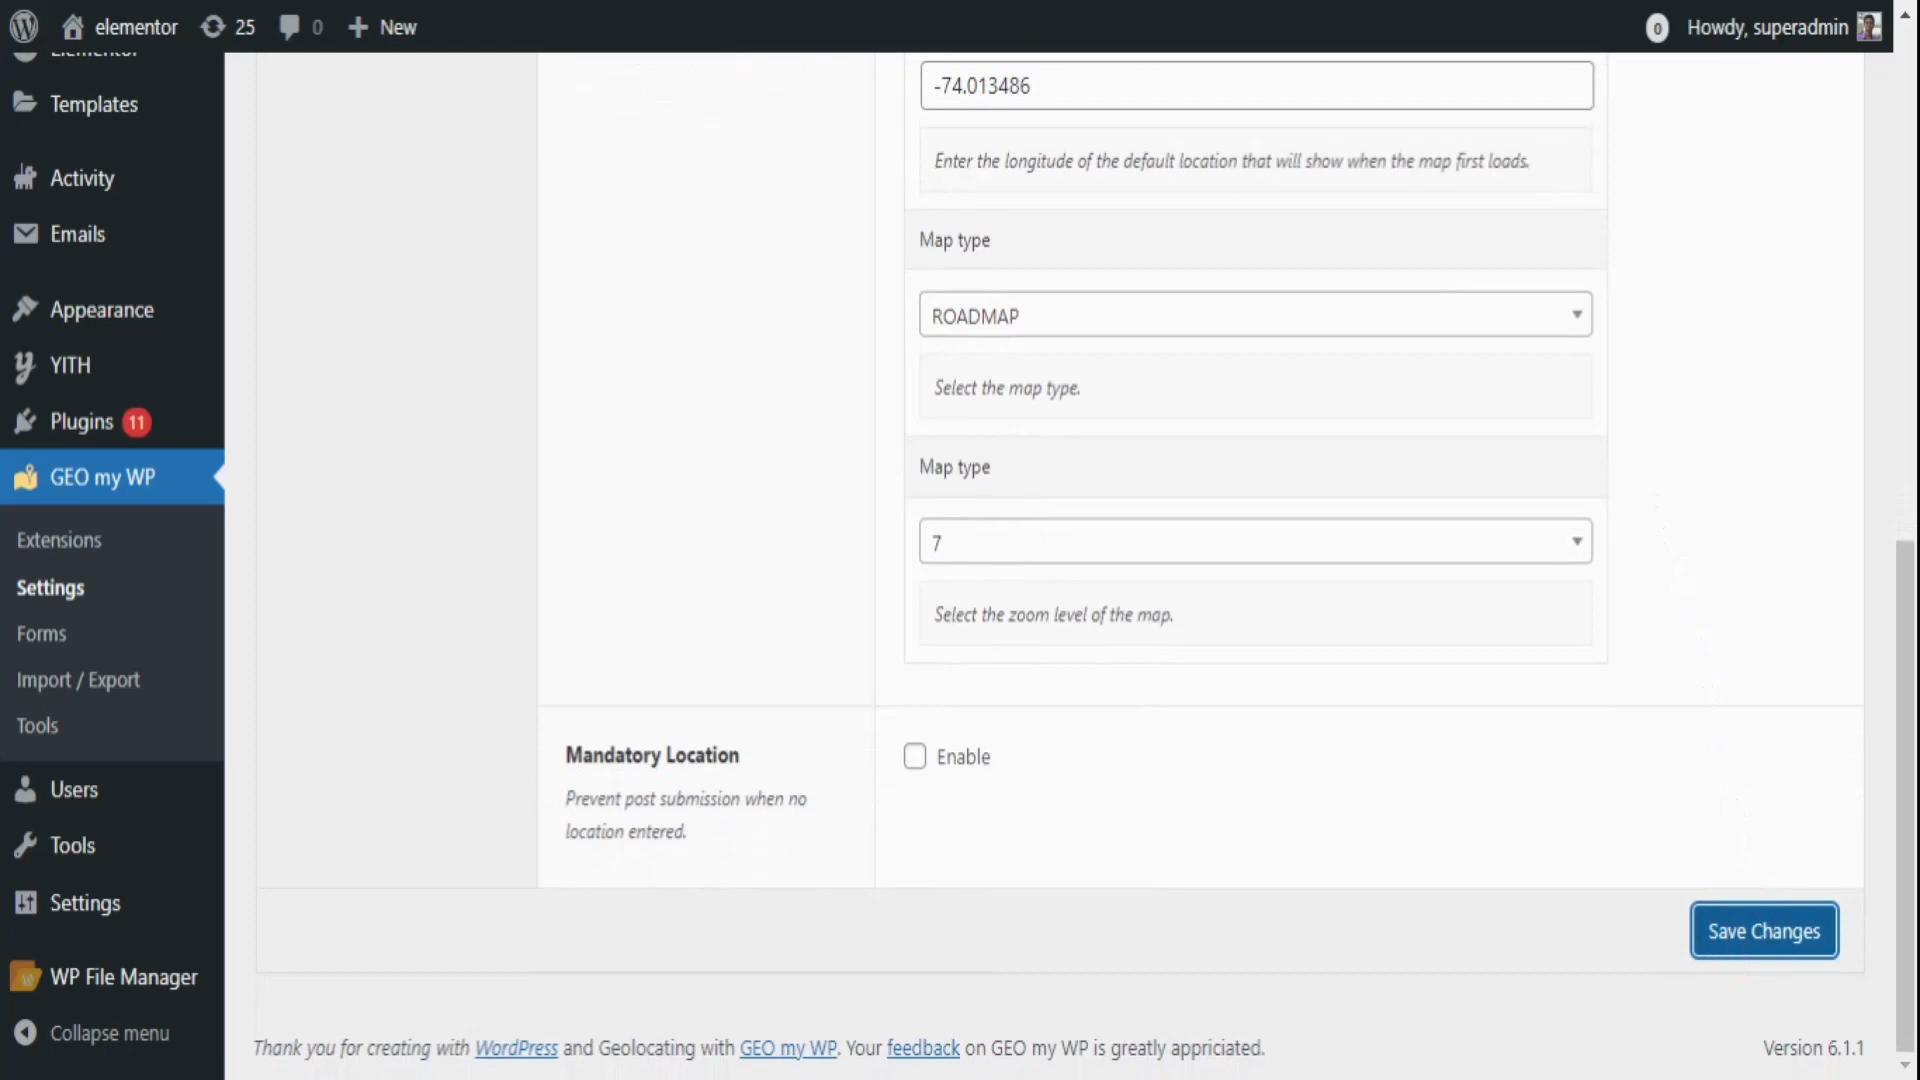 elementor
25
0
New
0
Howdy, superadmin
Elementor
Templates
Activity
Emails
Appearance
YITH
Plugins 11
GEO my WP
Extensions
Settings
Forms
Import / Export
Tools
Users
Tools
Settings
WP File Manager
Collapse menu
-74.013486
Enter the longitude of the default location that will show when the map first loads.
Map type
ROADMAP
Select the map type.
Map type
7
Select the zoom level of the map.
Mandatory Location
Prevent post submission when no
location entered.
Enable
Save Changes
Thank you for creating with WordPress and Geolocating with GEO my WP. Your feedback on GEO my WP is greatly appriciated.
Version 6.1.1